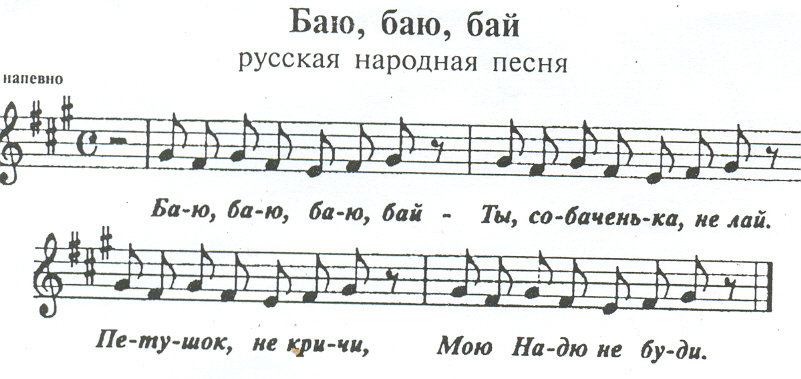 Баю, баю, бай
русская народная песня
напевно
Ба-ю, ба-ю, ба-ю, бай - Ты, со-бачень-ка, не лай.
Пе-ту-шок, не кри-чи, Мою На-дю не бу-ди.